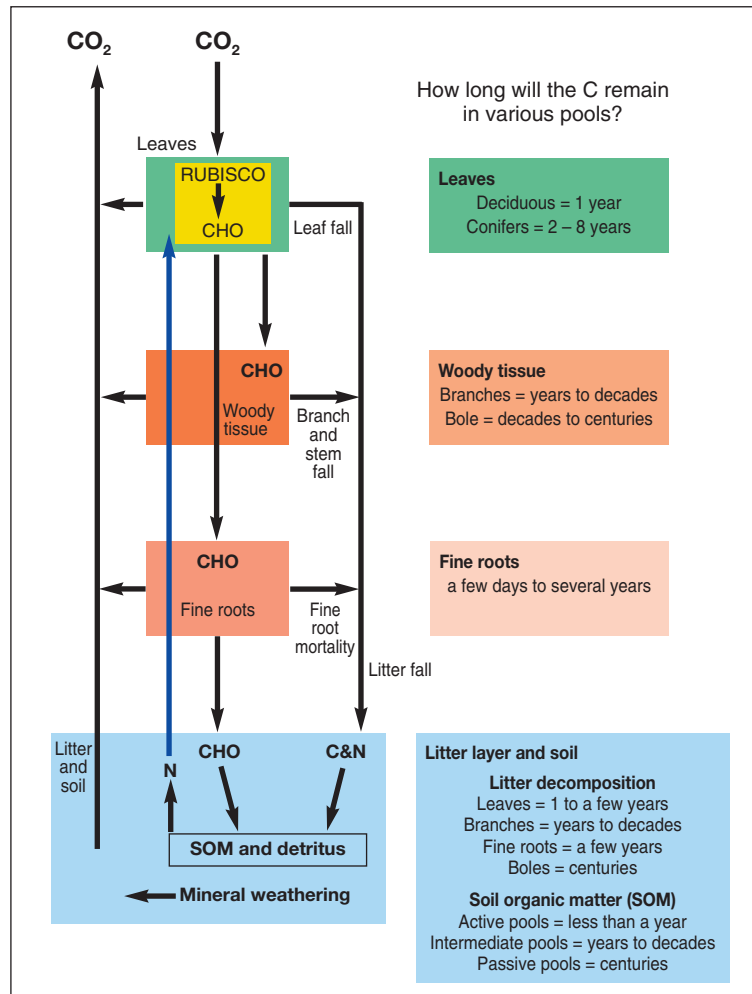 CO2 CO2
How long will the C remain
in various pools?
Leaves
RUBISCO
CHO
Leaf fall
Leaves
Deciduous = 1 year
Conifers = 2 – 8 years
CHO
Woody
tissue
Branch
and
stem
fall
Woody tissue
Branches = years to decades
Bole = decades to centuries
CHO
Fine roots
Fine
root
mortality
Fine roots
a few days to several years
Litter fall
Litter
and
soil
N
CHO
C&N
SOM and detritus
Mineral weathering
Litter layer and soil
Litter decomposition
Leaves = 1 to a few years
Branches = years to decades
Fine roots = a few years
Boles = centuries
Soil organic matter (SOM)
Active pools = less than a year
Intermediate pools = years to decades
Passive pools = centuries